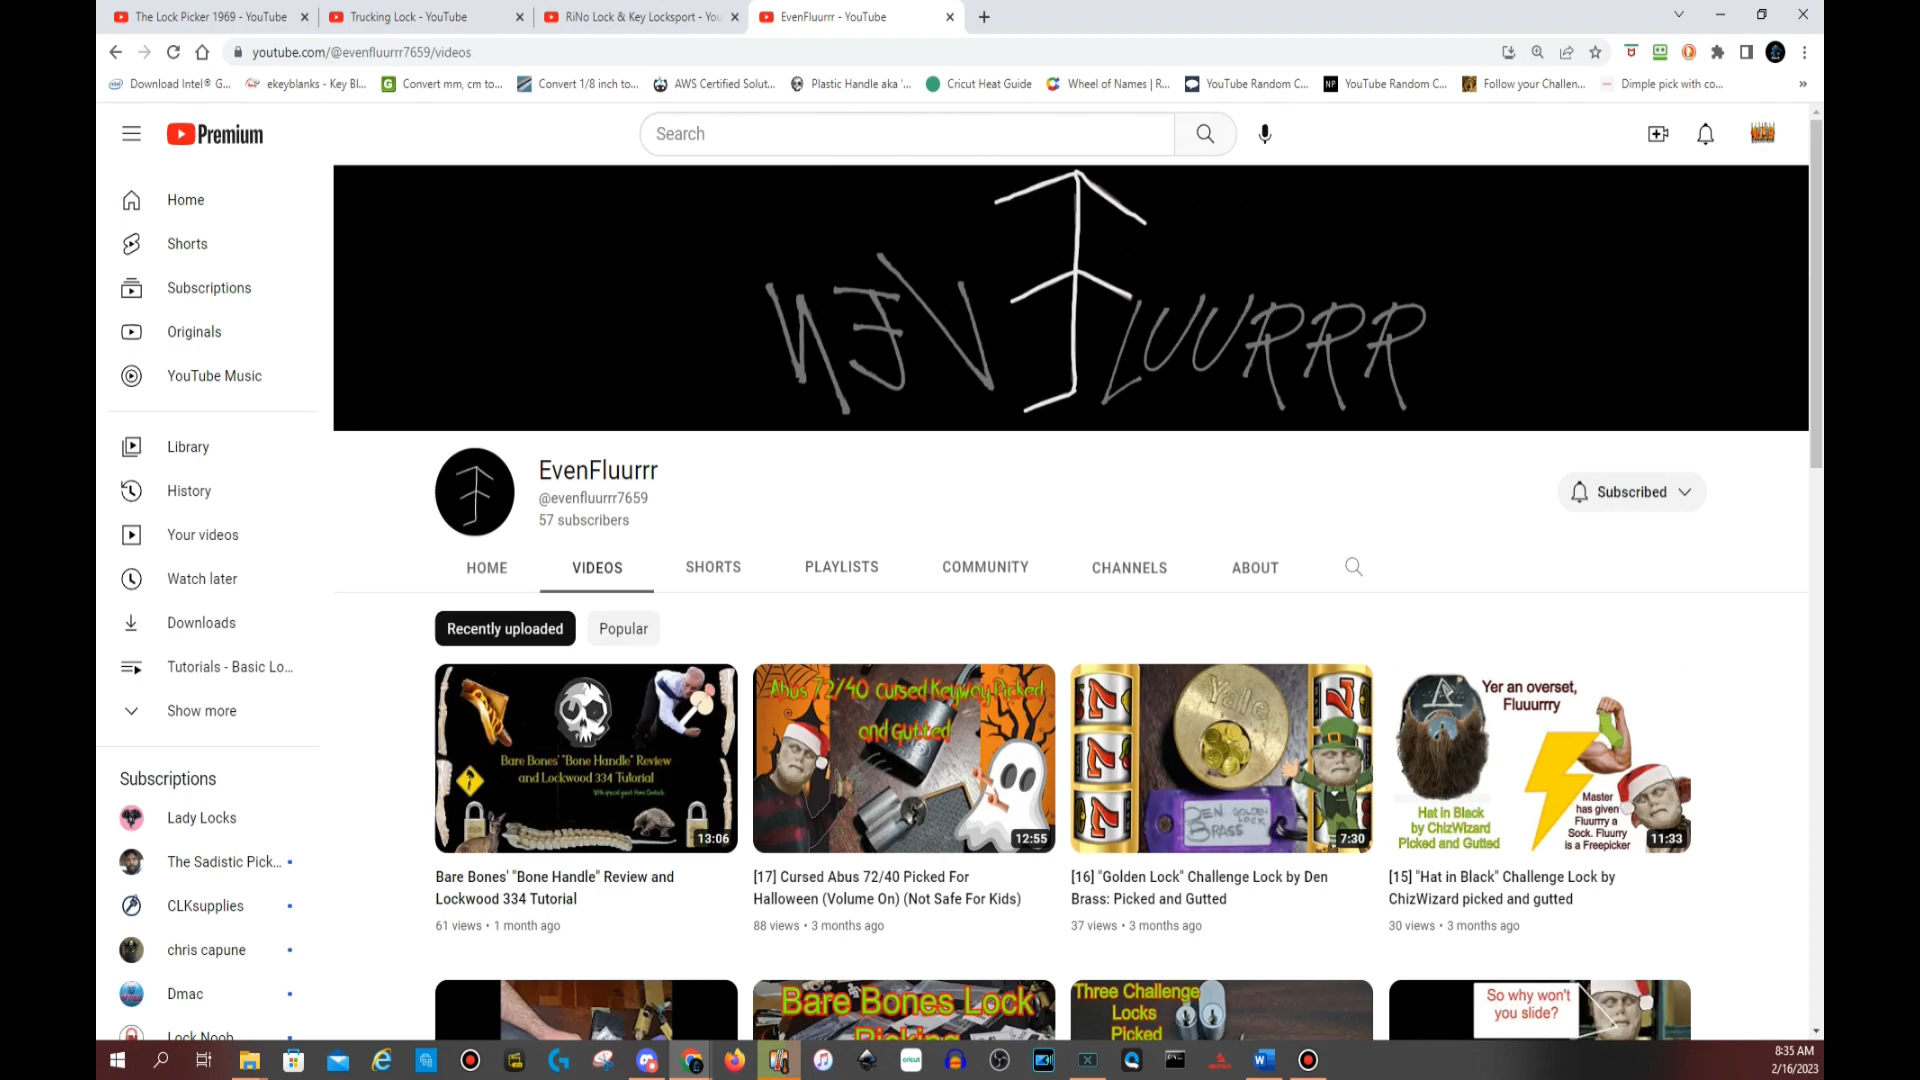 The Lock Picker 1969 - YouTube
Trucking Lock - YouTube
RiNo Lock & Key Locksport - You
EvenFluurrr - YouTube
youtube.com/@evenfluurrr7659/videos
Download Intel® G...
ekeyblanks - Key Bl...
Convert mm, cm to...
Convert 1/8 inch to...
AWS Certified Solut...
Plastic Handle aka '...
Cricut Heat Guide
Wheel of Names | R...
YouTube Random C...
NP
YouTube Random C...
Follow your Challen...
Dimple pick with co...
»
Premium
Search
Home
Shorts
Subscriptions
Originals
YouTube Music
Library
History
Your videos
Watch later
Downloads
Tutorials - Basic Lo...
Show more
Subscriptions
Lady Locks
The Sadistic Pick...
CLKsupplies
chris capune
Dmac
Lock Noob
EvenFluurrr
@evenfluurrr7659
57 subscribers
Subscribed
HOME
VIDEOS
SHORTS
PLAYLISTS
COMMUNITY
CHANNELS
ABOUT
Recently uploaded
Popular
Bare Bones' "Bone Handle" Review
and Lockwood 334 Tutorial
13:06
Bare Bones' "Bone Handle" Review and
Lockwood 334 Tutorial
61 views • 1 month ago
Abus 72/40 Cursed Keyway Picked
and Gutted
12:55
[17] Cursed Abus 72/40 Picked For
Halloween (Volume On) (Not Safe For Kids)
88 views • 3 months ago
Yale
DEN GOLDEN
LOCK
BRASS
7:30
[16] "Golden Lock" Challenge Lock by Den
Brass: Picked and Gutted
37 views • 3 months ago
Yer an overset,
Fluuurrry
Hat in Black
by ChizWizard
Picked and Gutted
Master
has given
Fluurrry a
Sock. Fluurry
is a Freepicker
11:33
[15] "Hat in Black" Challenge Lock by
ChizWizard picked and gutted
30 views • 3 months ago
Bare Bones Lock
Picking
Three Challenge
Locks
Picked
So why won't
you slide?
8:35 AM
2/16/2023